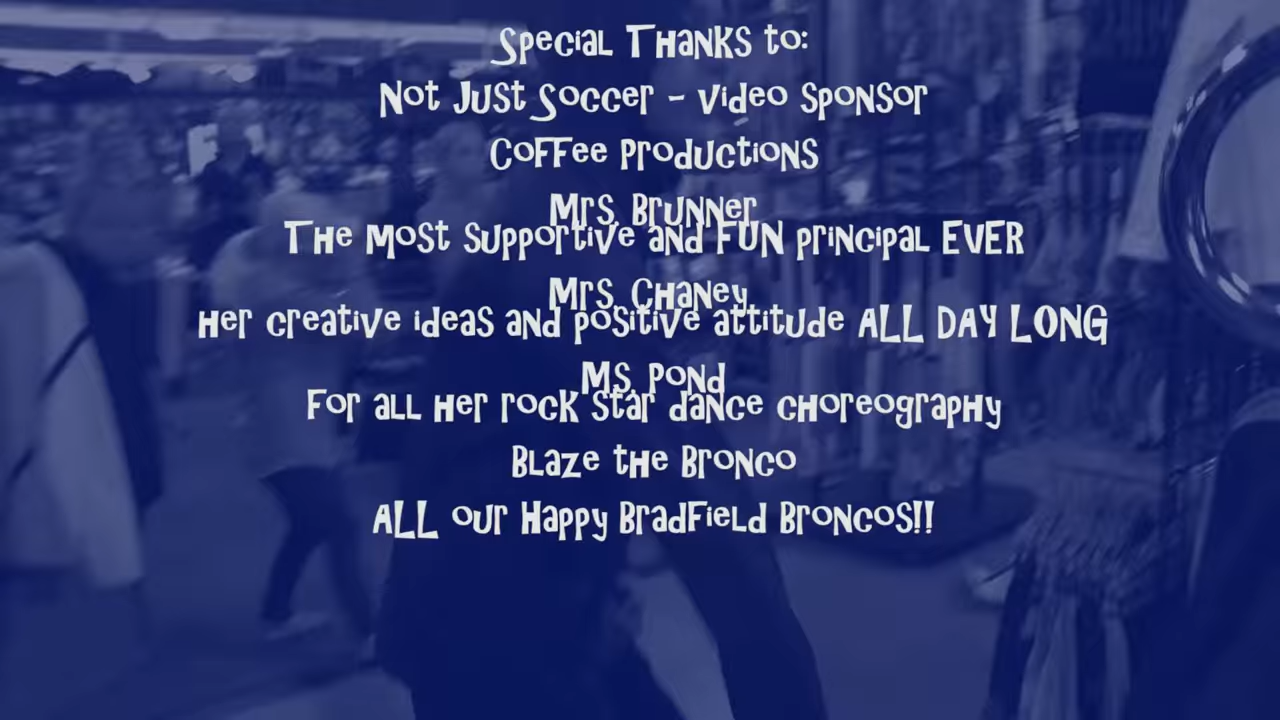 Special Thanks to:
Not Just Soccer - Video Sponsor
Coffee Productions
Mrs. Brunner
The Most Supportive and FUN principal EVER
Mrs. Chaney
Her creative ideas and positive attitude ALL DAY LONG
Ms. Pond
For all her rock star dance choreography
Blaze the Bronco
ALL our Happy Bradfield Broncos!!